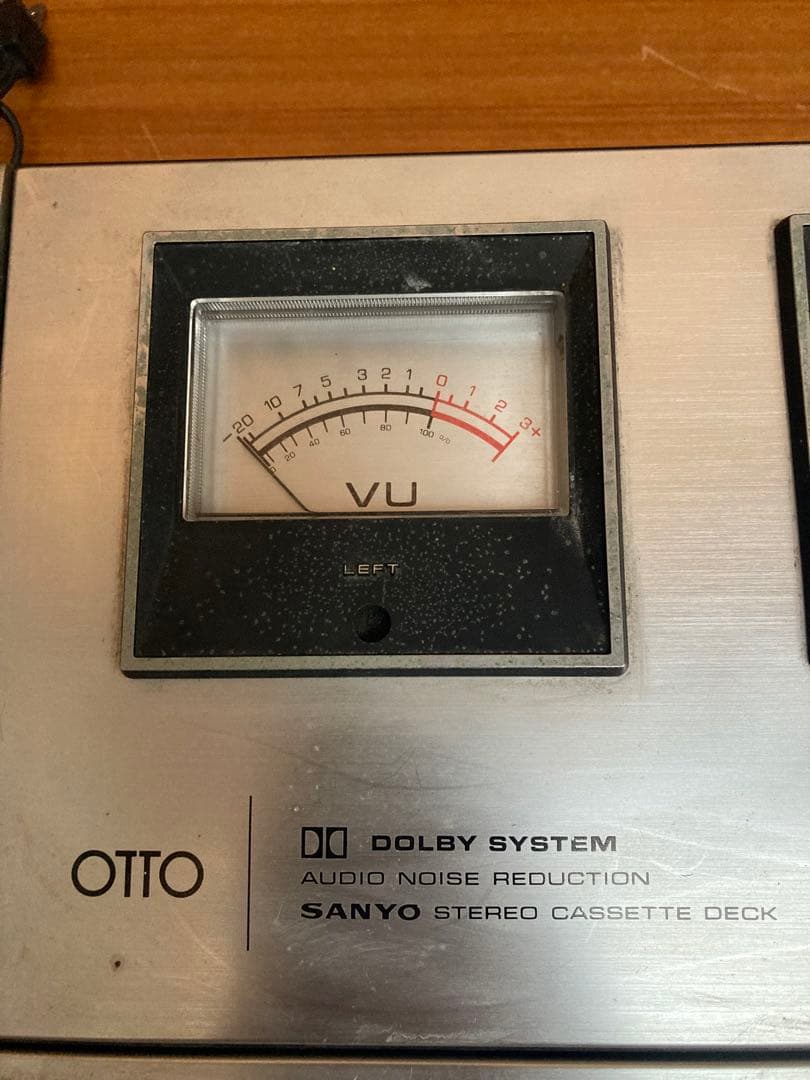 -20 10 7 5 3 2 1 0 1 2 3+
0 20 40 60 80 100 %
VU
LEFT
OTTO
DOLBY SYSTEM
AUDIO NOISE REDUCTION
SANYO STEREO CASSETTE DECK